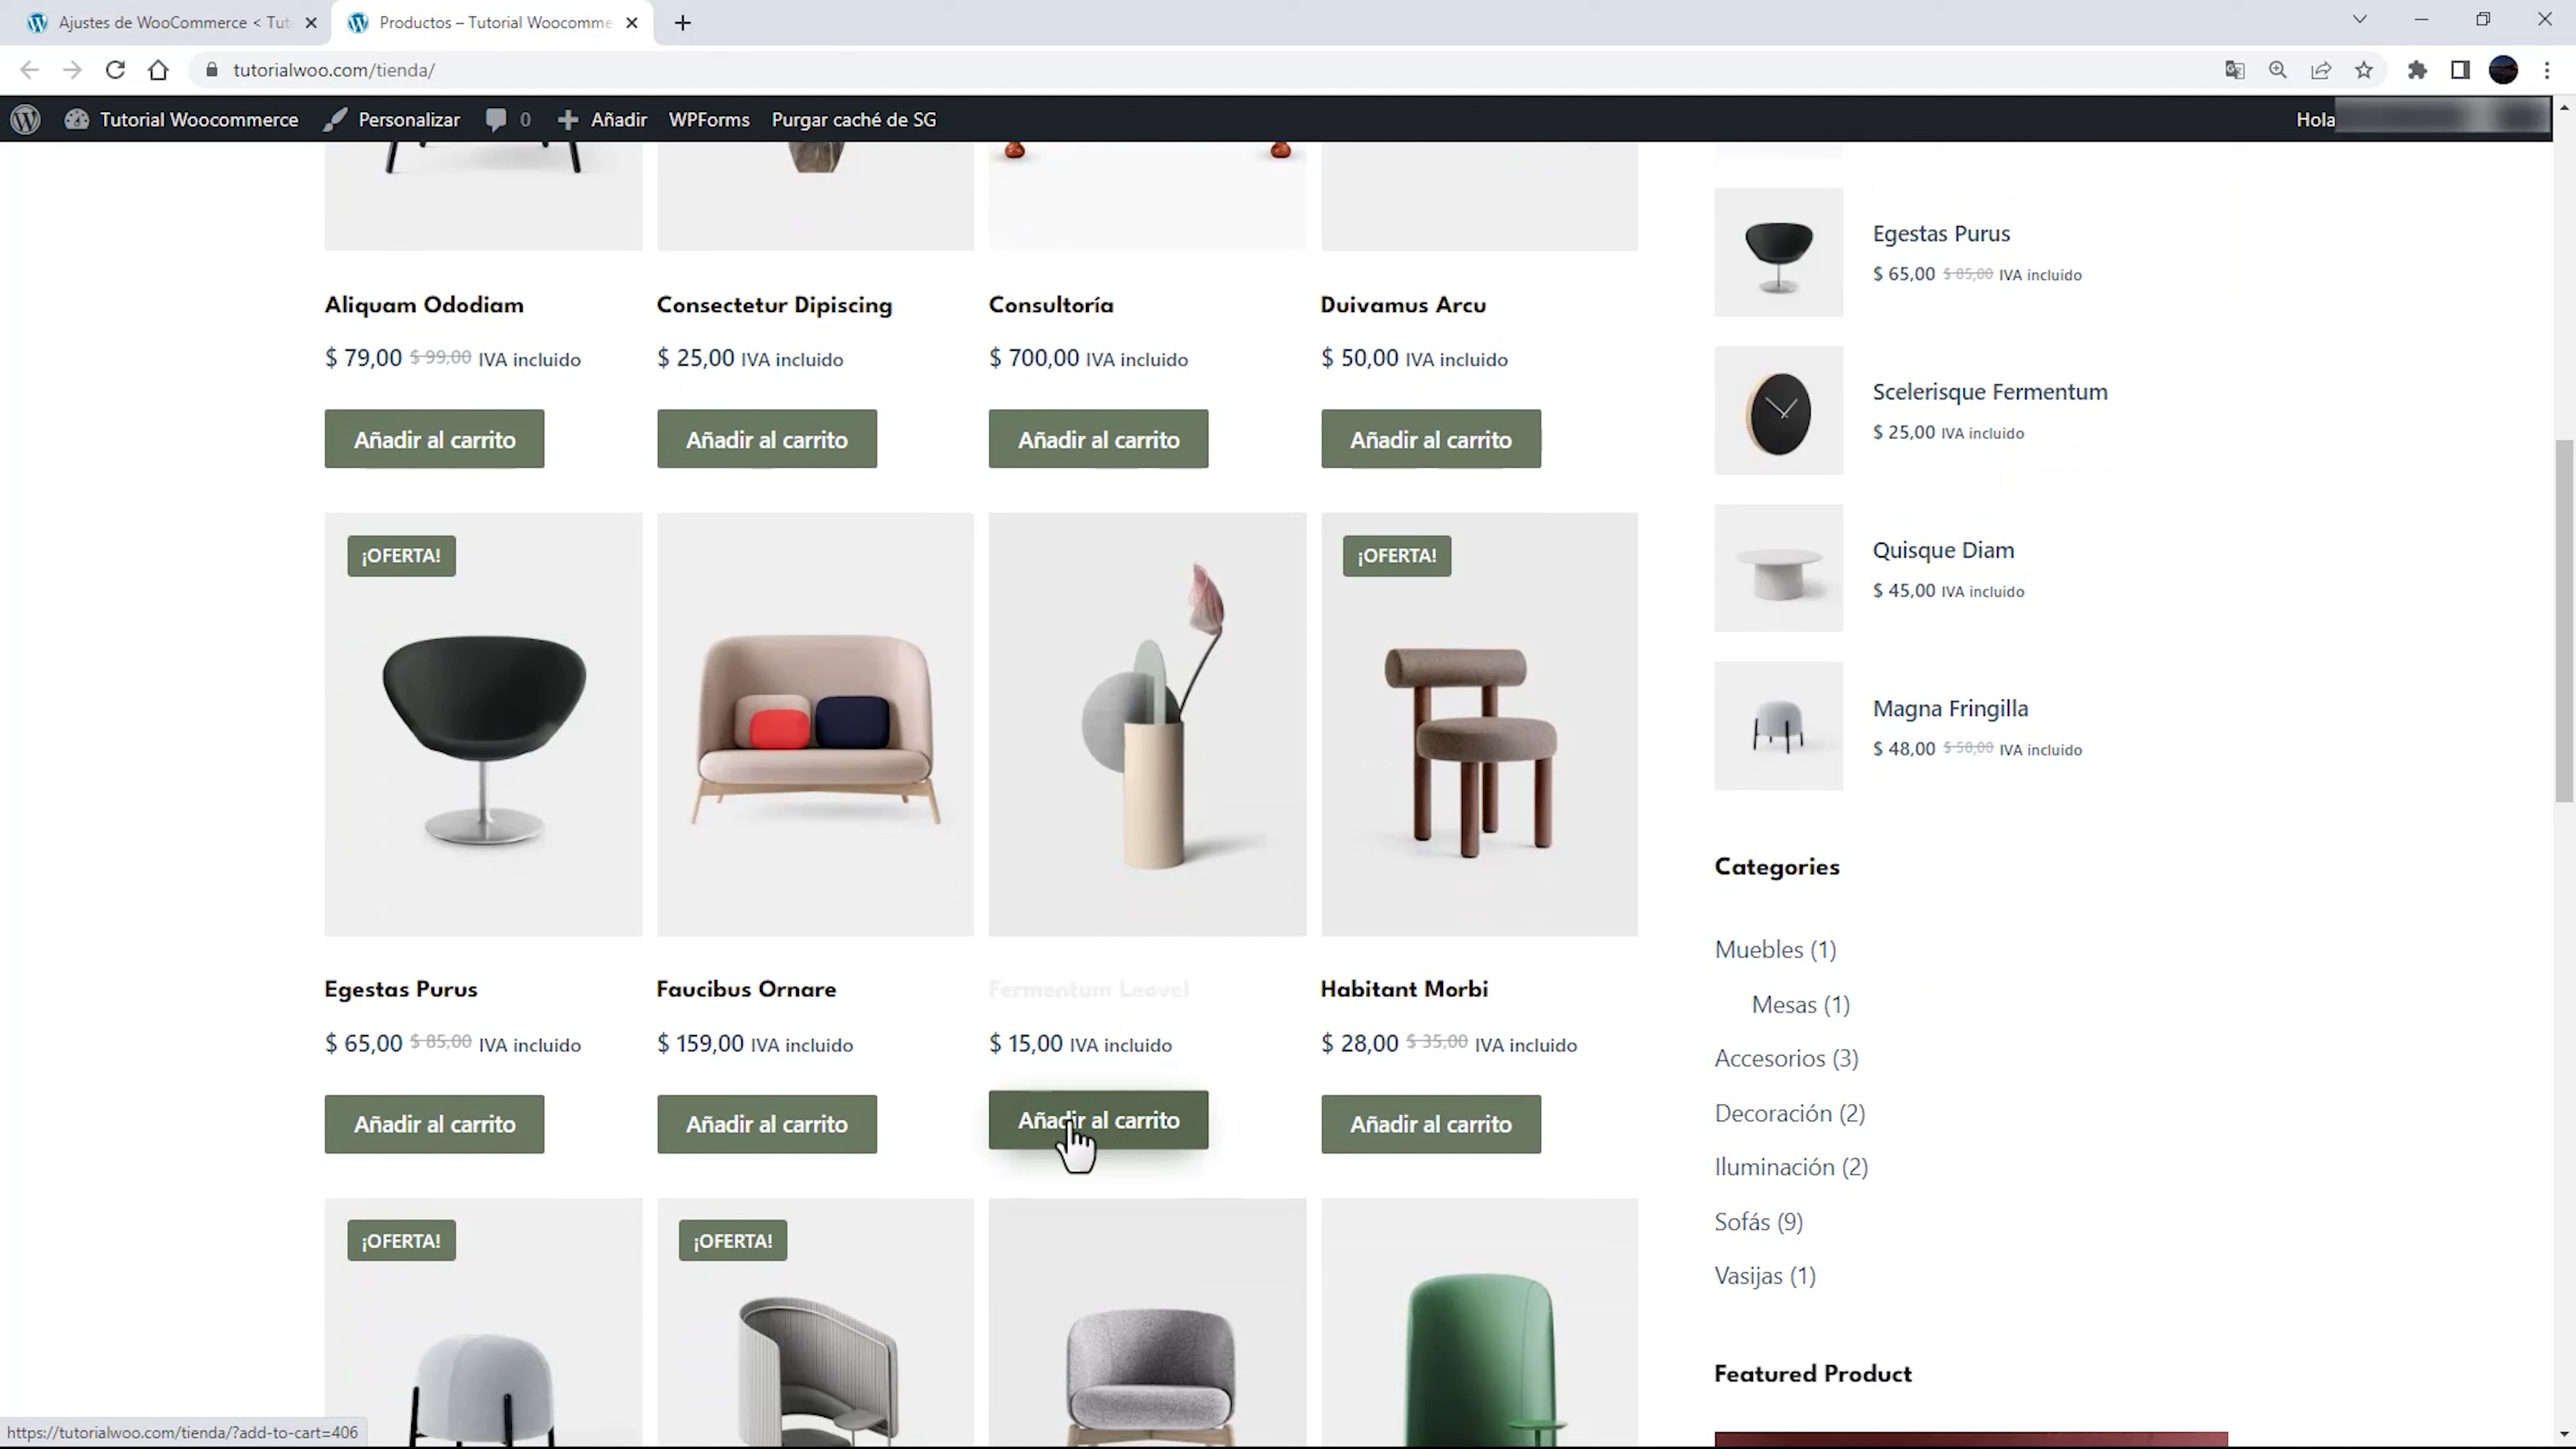 Ajustes de WooCommerce < Tut
Productos – Tutorial Woocomme
tutorialwoo.com/tienda/
Tutorial Woocommerce
Personalizar
0
Añadir
WPForms
Purgar caché de SG
Hola
Aliquam Ododiam
$ 79,00 $ 99,00 IVA incluido
Añadir al carrito
Consectetur Dipiscing
$ 25,00 IVA incluido
Añadir al carrito
Consultoría
$ 700,00 IVA incluido
Añadir al carrito
Duivamus Arcu
$ 50,00 IVA incluido
Añadir al carrito
¡OFERTA!
Egestas Purus
$ 65,00 $ 85,00 IVA incluido
Añadir al carrito
Faucibus Ornare
$ 159,00 IVA incluido
Añadir al carrito
Fermentum Leovel
$ 15,00 IVA incluido
Añadir al carrito
¡OFERTA!
Habitant Morbi
$ 28,00 $ 35,00 IVA incluido
Añadir al carrito
¡OFERTA!
¡OFERTA!
Egestas Purus
$ 65,00 $ 85,00 IVA incluido
Scelerisque Fermentum
$ 25,00 IVA incluido
Quisque Diam
$ 45,00 IVA incluido
Magna Fringilla
$ 48,00 $ 58,00 IVA incluido
Categories
Muebles (1)
Mesas (1)
Accesorios (3)
Decoración (2)
Iluminación (2)
Sofás (9)
Vasijas (1)
Featured Product
https://tutorialwoo.com/tienda/?add-to-cart=406